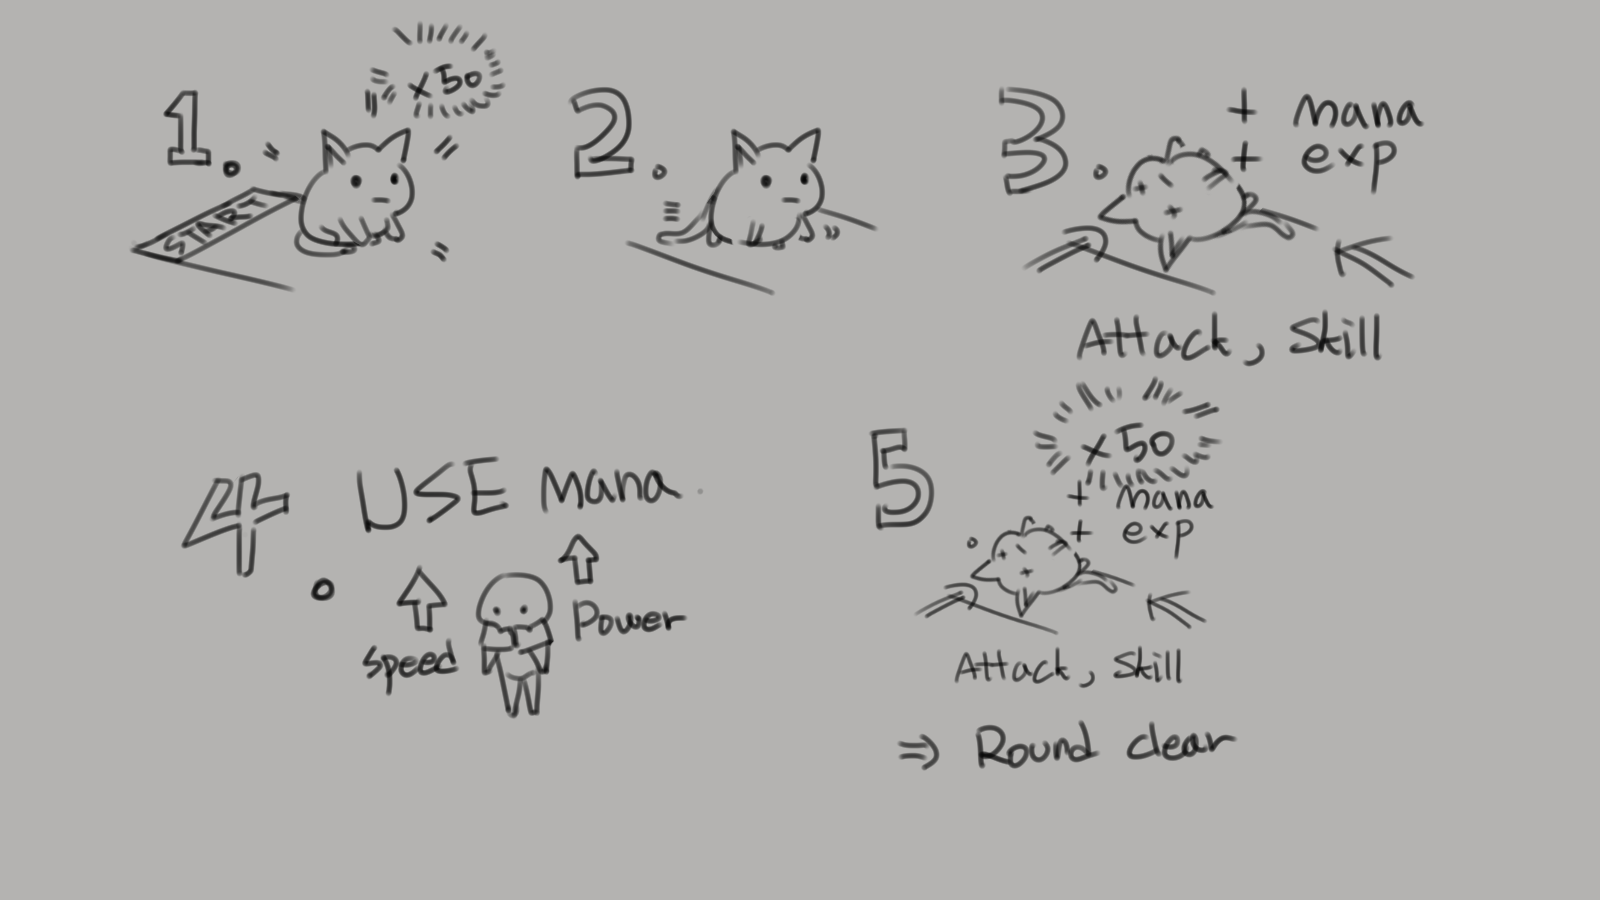 1.
x50
START
2.
3.
+ mana
+ exp
Attack, Skill
4.
USE Mana
Speed
Power
5.
x50
+ mana
+ exp
Attack, Skill
⇒ Round clear